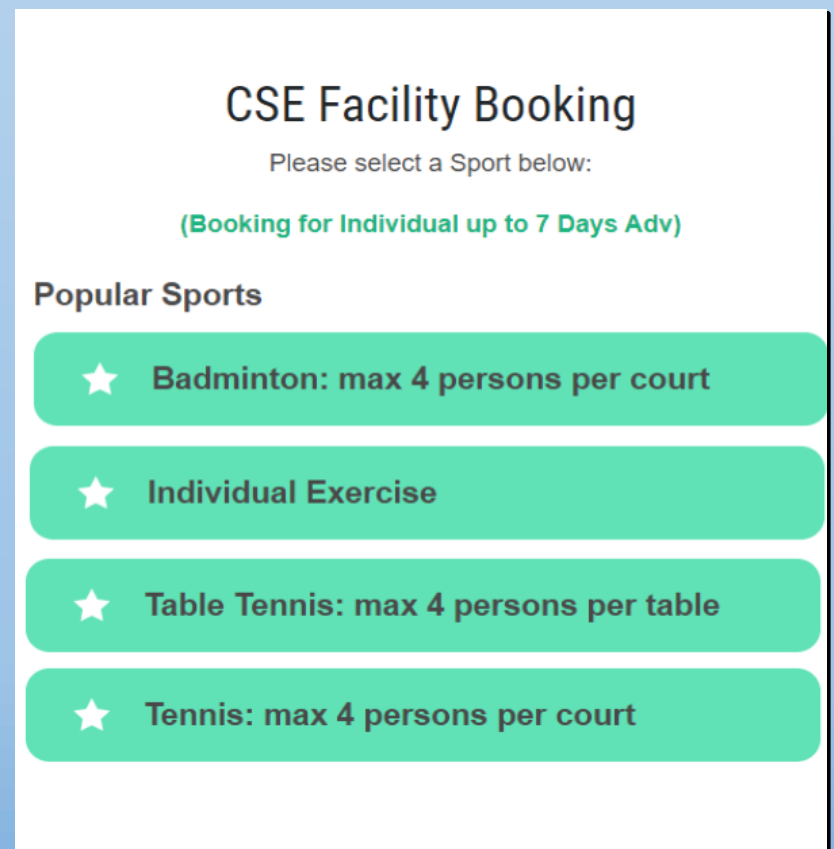 CSE Facility Booking
Please select a Sport below:
(Booking for Individual up to 7 Days Adv)
Popular Sports
Badminton: max 4 persons per court
Individual Exercise
Table Tennis: max 4 persons per table
Tennis: max 4 persons per court